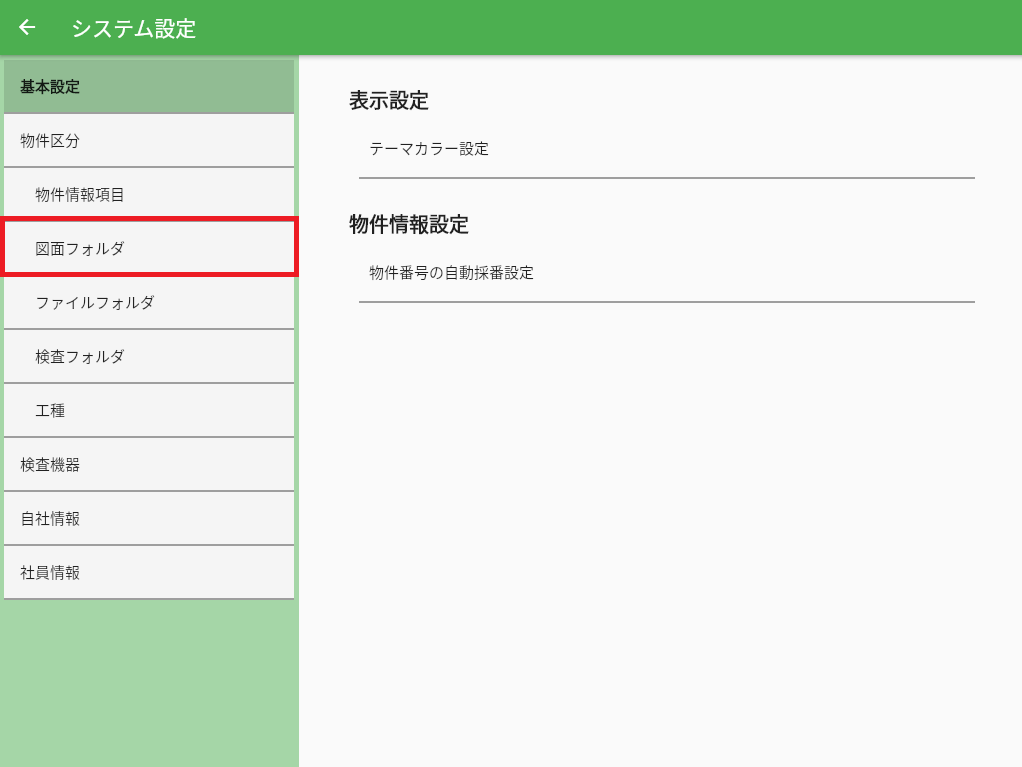 システム設定
基本設定
物件区分
物件情報項目
図面フォルダ
ファイルフォルダ
検査フォルダ
工種
検査機器
自社情報
社員情報
表示設定
テーマカラー設定
物件情報設定
物件番号の自動採番設定